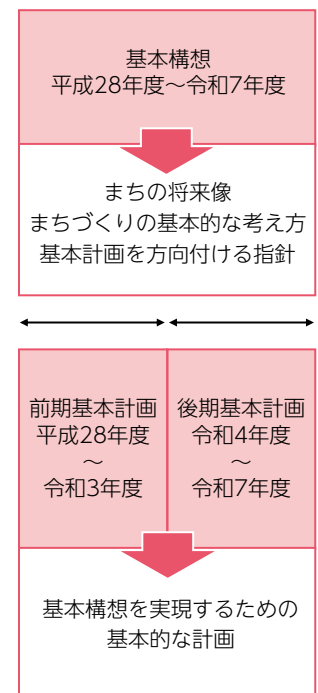 基本構想
平成28年度～令和7年度
まちの将来像
まちづくりの基本的な考え方
基本計画を方向付ける指針
前期基本計画
平成28年度
～
令和3年度
後期基本計画
令和4年度
～
令和7年度
基本構想を実現するための
基本的な計画